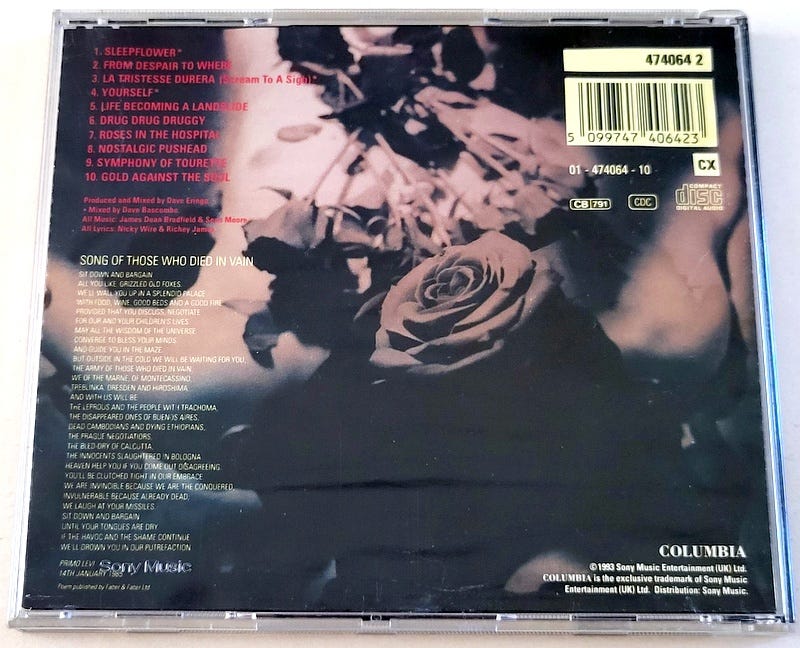 1. SLEEPFLOWER*
2. FROM DESPAIR TO WHERE
3. LA TRISTESSE DURERA (Scream To A Sigh)*
4. YOURSELF*
5. LIFE BECOMING A LANDSLIDE
6. DRUG DRUG DRUGGY
7. ROSES IN THE HOSPITAL
8. NOSTALGIC PUSHEAD
9. SYMPHONY OF TOURETTE
10. GOLD AGAINST THE SOUL
Produced and Mixed by Dave Eringa
* Mixed by Dave Bascombe.
All Music: James Dean Bradfield & Sean Moore
All Lyrics: Nicky Wire & Richey James
SONG OF THOSE WHO DIED IN VAIN
SIT DOWN AND BARGAIN
ALL YOU LIKE, GRIZZLED OLD FOXES.
WE'LL WALL YOU UP IN A SPLENDID PALACE
WITH FOOD, WINE, GOOD BEDS AND A GOOD FIRE
PROVIDED THAT YOU DISCUSS, NEGOTIATE
FOR OUR AND YOUR CHILDREN'S LIVES.
MAY ALL THE WISDOM OF THE UNIVERSE
CONVERGE TO BLESS YOUR MINDS
AND GUIDE YOU IN THE MAZE.
BUT OUTSIDE IN THE COLD WE WILL BE WAITING FOR YOU,
THE ARMY OF THOSE WHO DIED IN VAIN,
WE OF THE MARNE, OF MONTECASSINO,
TREBLINKA, DRESDEN AND HIROSHIMA.
AND WITH US WILL BE
THE LEPROUS AND THE PEOPLE WITH TRACHOMA,
THE DISAPPEARED ONES OF BUENOS AIRES,
DEAD CAMBODIANS AND DYING ETHIOPIANS,
THE PRAGUE NEGOTIATORS,
THE BLED-DRY OF CALCUTTA,
THE INNOCENTS SLAUGHTERED IN BOLOGNA.
HEAVEN HELP YOU IF YOU COME OUT DISAGREEING.
YOU'LL BE CLUTCHED TIGHT IN OUR EMBRACE.
WE ARE INVINCIBLE BECAUSE WE ARE THE CONQUERED,
INVULNERABLE BECAUSE ALREADY DEAD;
WE LAUGH AT YOUR MISSILES.
SIT DOWN AND BARGAIN
UNTIL YOUR TONGUES ARE DRY.
IF THE HAVOC AND THE SHAME CONTINUE
WE'LL DROWN YOU IN OUR PUTREFACTION
PRIMO LEVI
14TH JANUARY 1985
Sony Music
Poem published by Faber & Faber Ltd
474064 2
5 099747 406423
01 - 474064 - 10
CX
CB 791
CDC
COMPACT
disc
DIGITAL AUDIO
COLUMBIA
©1993 Sony Music Entertainment (UK) Ltd.
COLUMBIA is the exclusive trademark of Sony Music
Entertainment (UK) Ltd. Distribution: Sony Music.